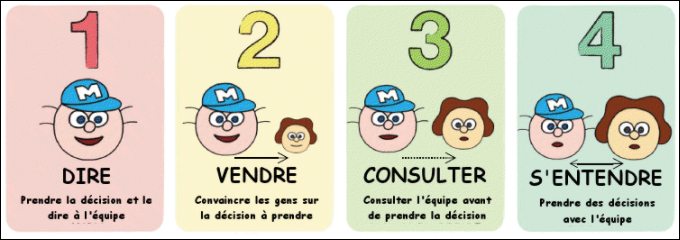 1
M
DIRE
Prendre la décision et le
dire à l'équipe
2
M
VENDRE
Convaincre les gens sur
la décision à prendre
3
M
CONSULTER
Consulter l'équipe avant
de prendre la décision
4
M
S'ENTENDRE
Prendre des décisions
avec l'équipe